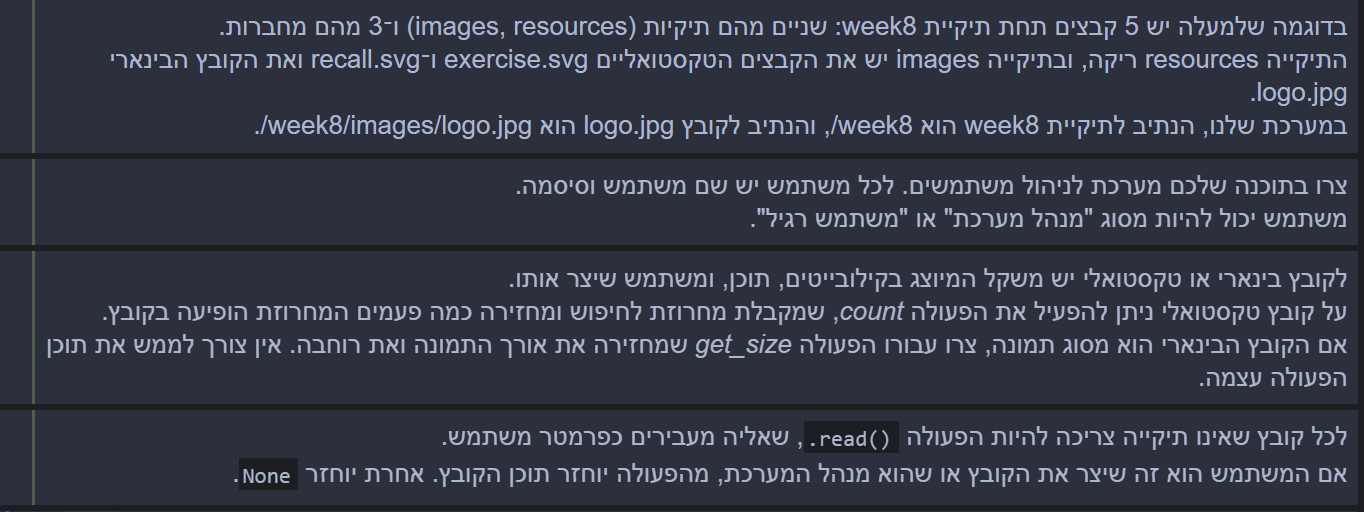 בדוגמה שלמעלה יש 5 קבצים תחת תיקיית week8: שניים מהם תיקיות (images, resources) ו־3 מהם מחברות.
התיקייה resources ריקה, ובתיקייה images יש את הקבצים הטקסטואליים exercise.svg ו־recall.svg ואת הקובץ הבינארי
logo.jpg.
במערכת שלנו, הנתיב לתיקיית week8 הוא /week8, והנתיב לקובץ logo.jpg הוא /week8/images/logo.jpg.
צרו בתוכנה שלכם מערכת לניהול משתמשים. לכל משתמש יש שם משתמש וסיסמה.
משתמש יכול להיות מסוג "מנהל מערכת" או "משתמש רגיל".
לקובץ בינארי או טקסטואלי יש משקל המיוצג בקילובייטים, תוכן, ומשתמש שיצר אותו.
על קובץ טקסטואלי ניתן להפעיל את הפעולה count, שמקבלת מחרוזת לחיפוש ומחזירה כמה פעמים המחרוזת הופיעה בקובץ.
אם הקובץ הבינארי הוא מסוג תמונה, צרו עבורו הפעולה get_size שמחזירה את אורך התמונה ואת רוחבה. אין צורך לממש את תוכן
הפעולה עצמה.
לכל קובץ שאינו תיקייה צריכה להיות הפעולה .read(), שאליה מעבירים כפרמטר משתמש.
אם המשתמש הוא זה שיצר את הקובץ או שהוא מנהל המערכת, מהפעולה יוחזר תוכן הקובץ. אחרת יוחזר None.